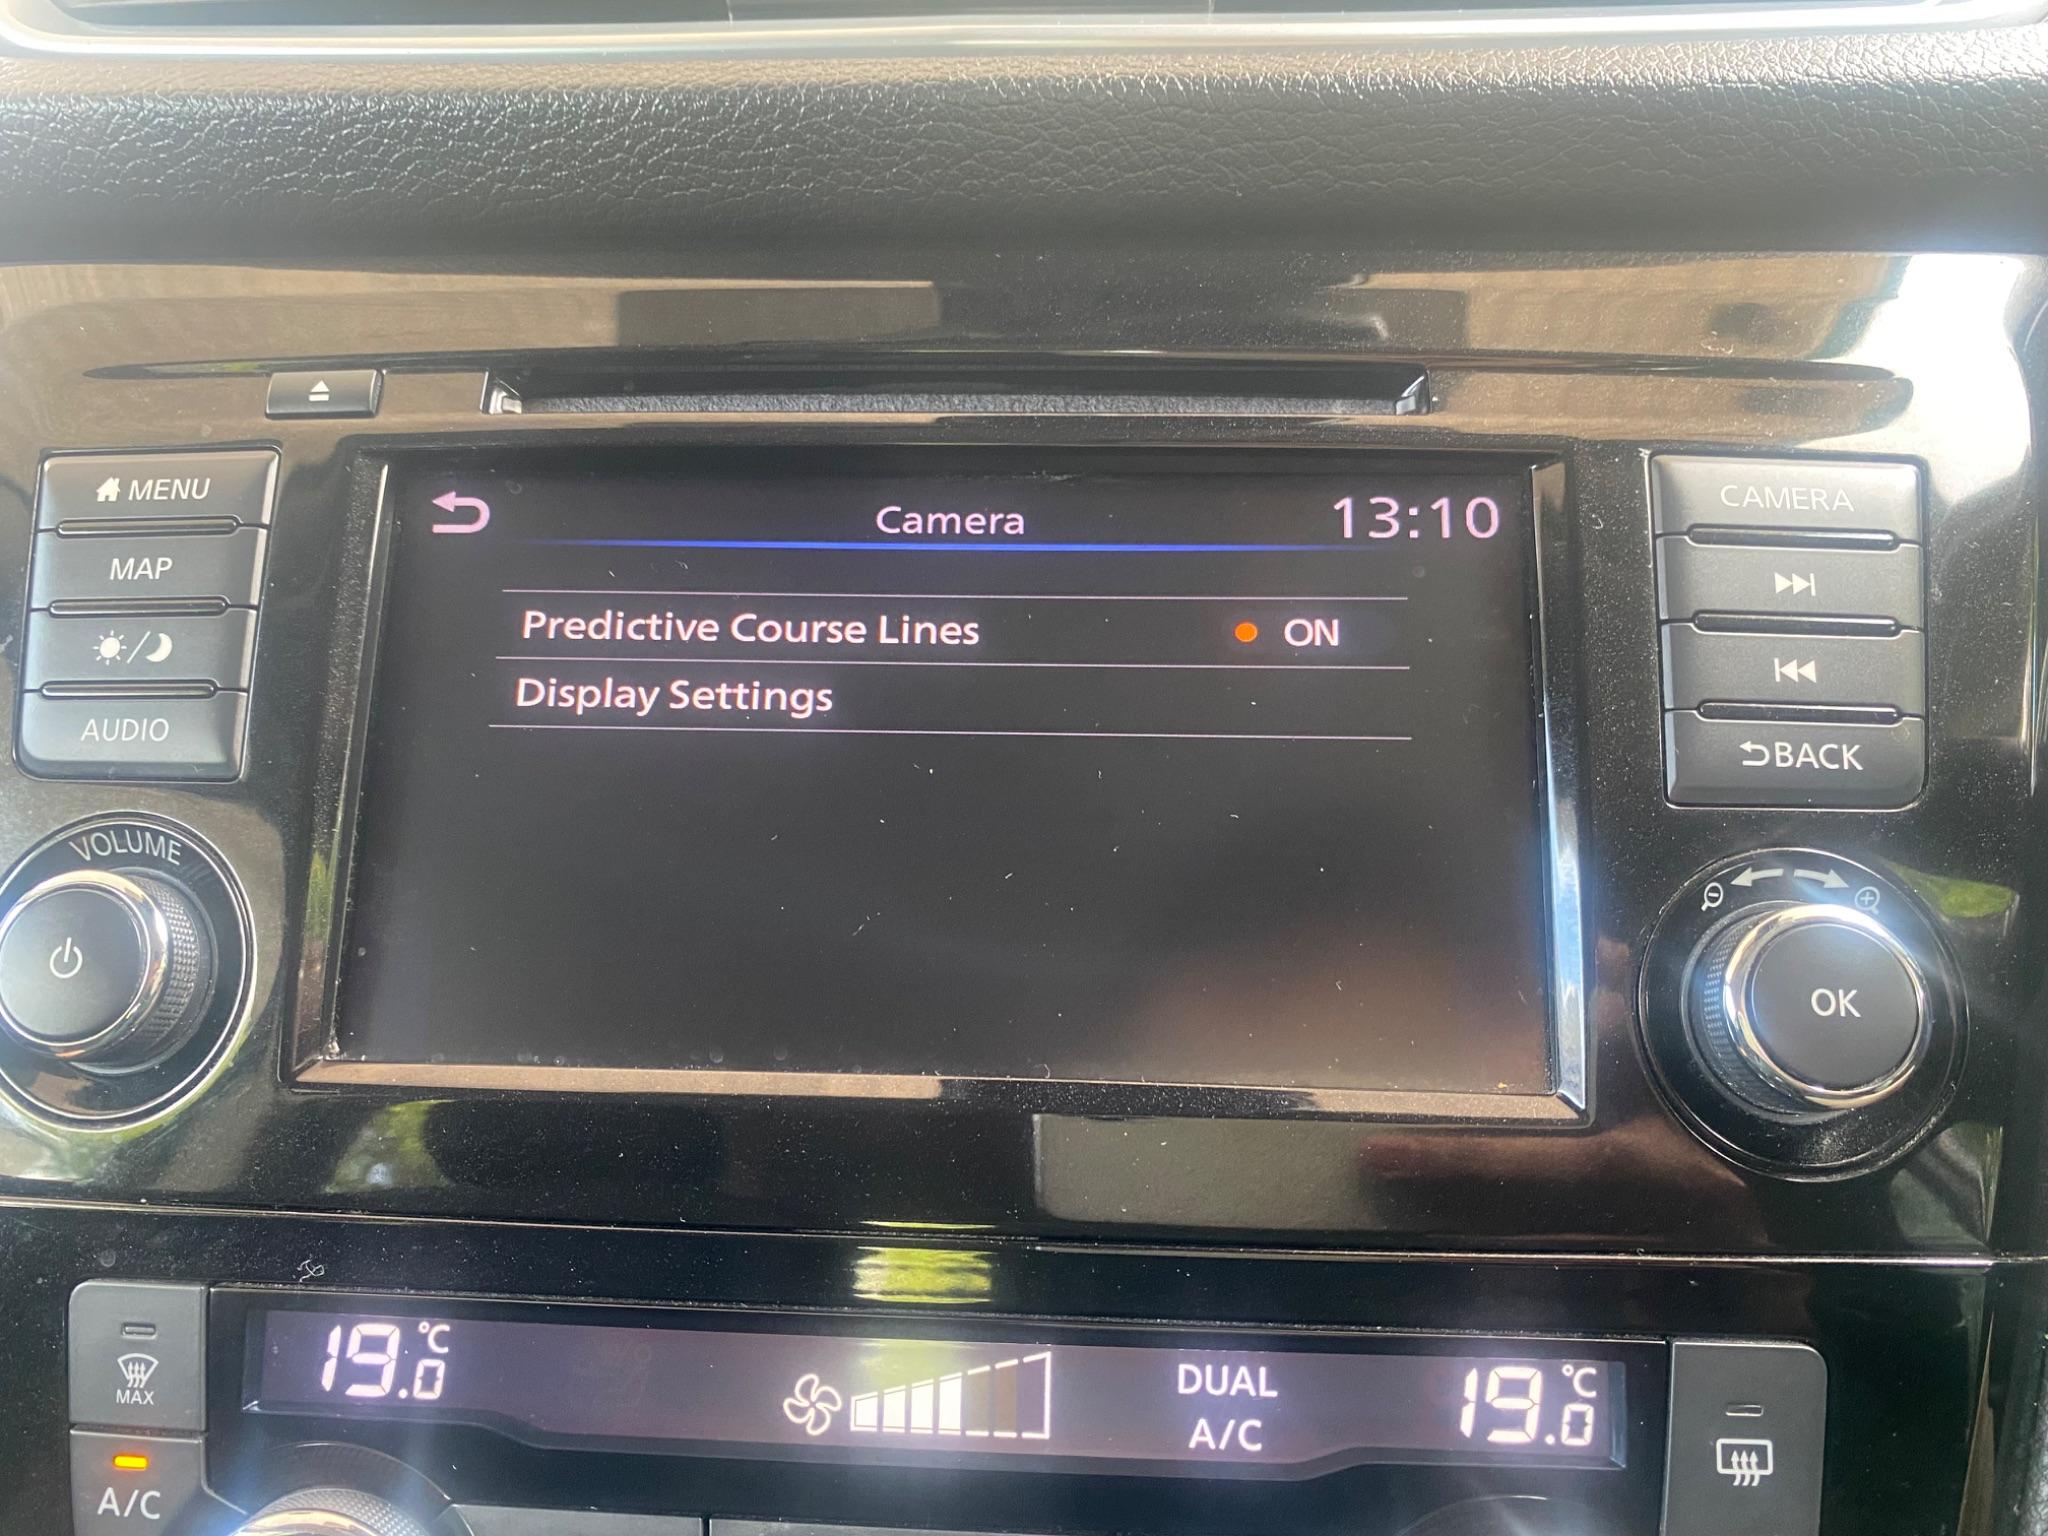 MENU
MAP
AUDIO
VOLUME
Camera
13:10
Predictive Course Lines
ON
Display Settings
CAMERA
BACK
OK
MAX
A/C
19.0 °C
DUAL
A/C
19.0 °C